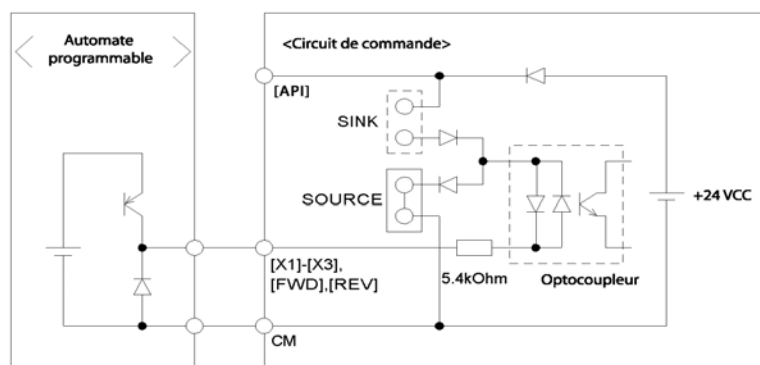 Automate
programmable
<Circuit de commande>
[API]
SINK
SOURCE
+24 VCC
[X1]-[X3],
[FWD],[REV]
5.4kOhm
Optocoupleur
CM